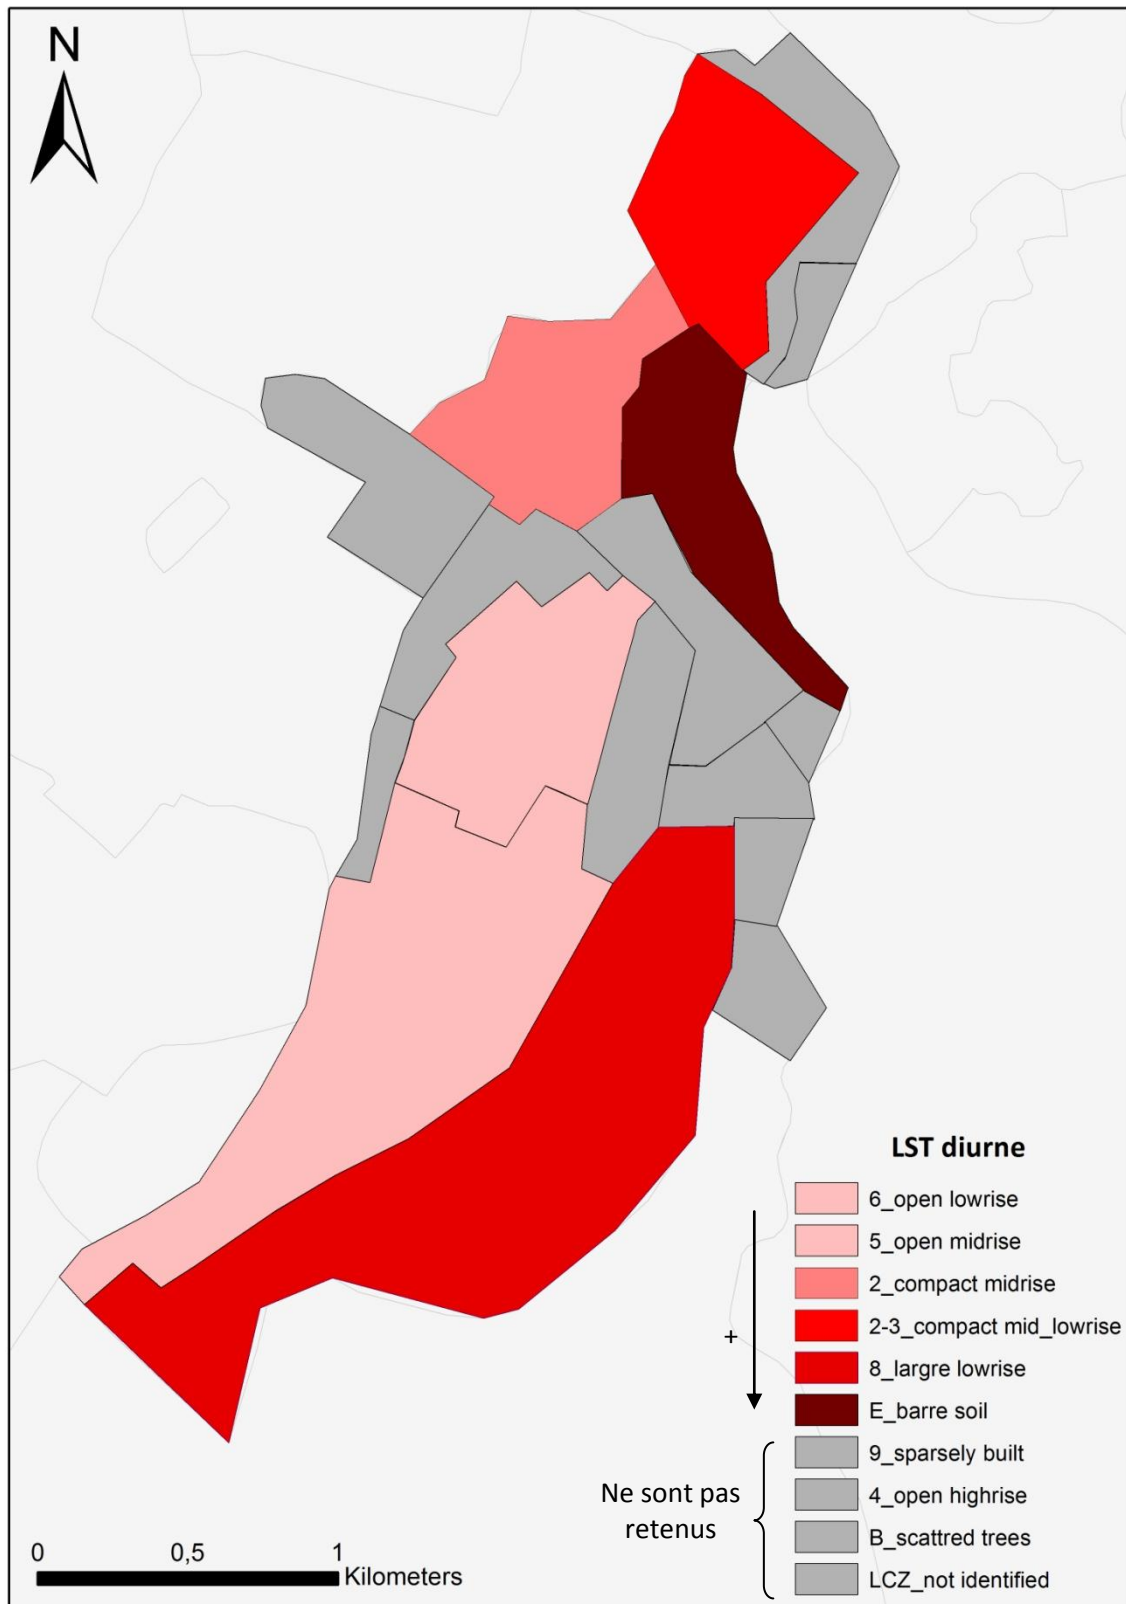 N
LST diurne
6_open lowrise
5_open midrise
2_compact midrise
2-3_compact mid_lowrise
+
8_largre lowrise
E_barre soil
9_sparsely built
Ne sont pas
retenus
4_open highrise
B_scattred trees
LCZ_not identified
0 0,5 1
Kilometers